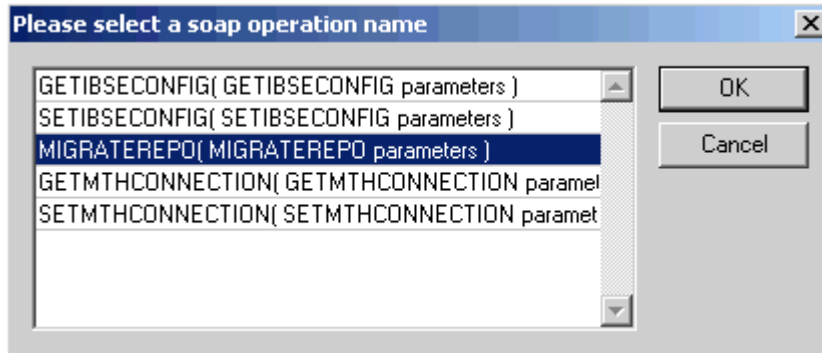 Please select a soap operation name
GETIBSECONFIG( GETIBSECONFIG parameters )
SETIBSECONFIG( SETIBSECONFIG parameters )
MIGRATEREPO( MIGRATEREPO parameters )
GETMTHCONNECTION( GETMTHCONNECTION paramet
SETMTHCONNECTION( SETMTHCONNECTION paramet
OK
Cancel